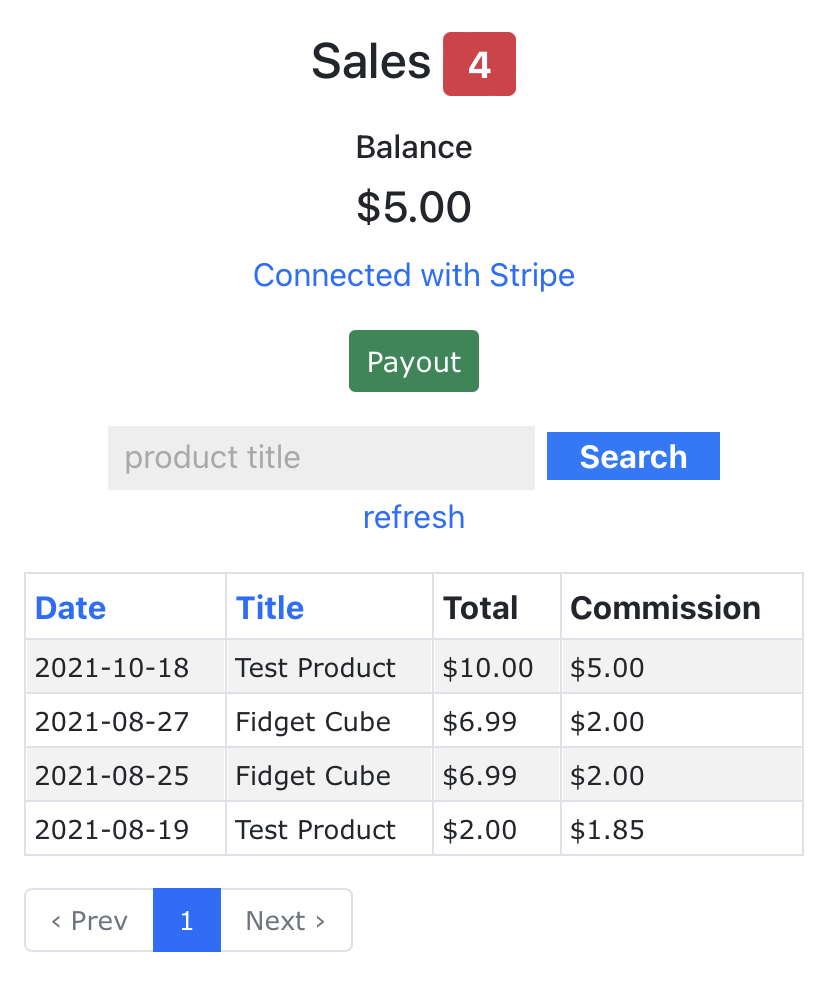 Sales 4
Balance
$5.00
Connected with Stripe
Payout
product title Search
refresh
Date Title Total Commission
2021-10-18 Test Product $10.00 $5.00
2021-08-27 Fidget Cube $6.99 $2.00
2021-08-25 Fidget Cube $6.99 $2.00
2021-08-19 Test Product $2.00 $1.85
‹ Prev 1 Next ›